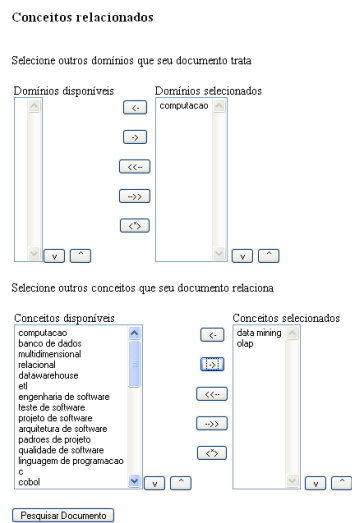 Conceitos relacionados
Selecione outros domínios que seu documento trata
Domínios disponíveis
Domínios selecionados
computacao
<-
->
<<--
-->>
<">
v
^
v
^
Selecione outros conceitos que seu documento relaciona
Conceitos disponíveis
Conceitos selecionados
computacao
banco de dados
multidimensional
relacional
datawarehouse
etl
engenharia de software
teste de software
projeto de software
arquitetura de software
padroes de projeto
qualidade de software
linguagem de programacao
c
cobol
<-
->
<<--
-->>
<">
data mining
olap
v
^
v
^
Pesquisar Documento